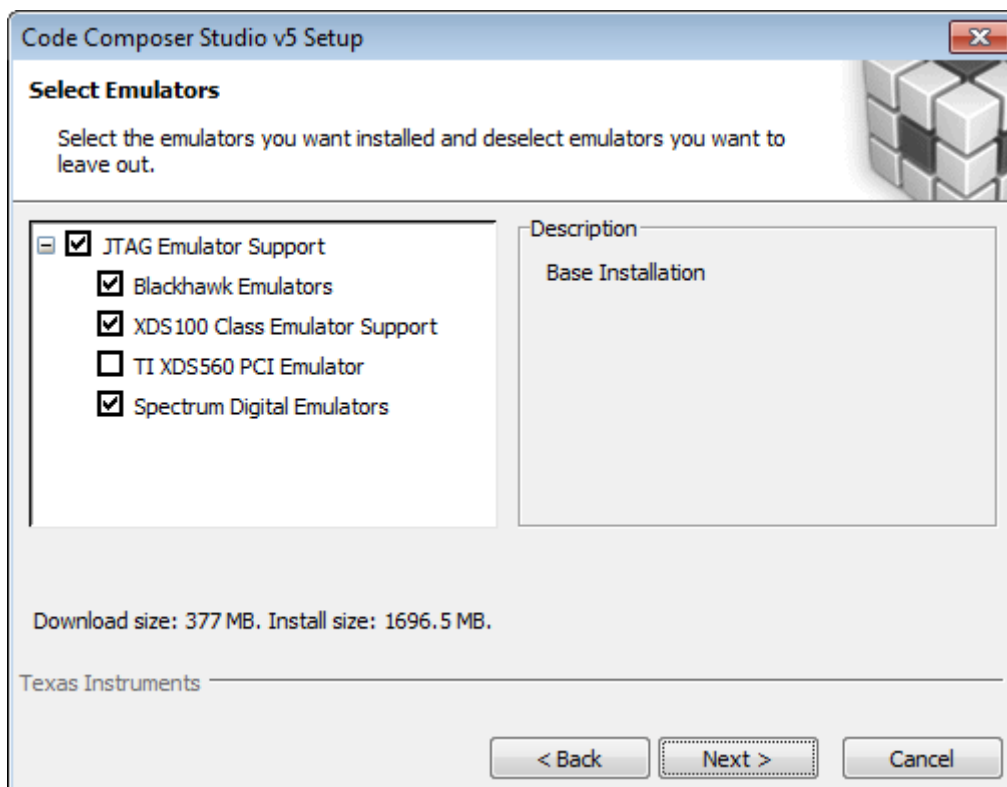 Code Composer Studio v5 Setup
Select Emulators
Select the emulators you want installed and deselect emulators you want to
leave out.
JTAG Emulator Support
Blackhawk Emulators
XDS100 Class Emulator Support
TI XDS560 PCI Emulator
Spectrum Digital Emulators
Description
Base Installation
Download size: 377 MB. Install size: 1696.5 MB.
Texas Instruments
< Back
Next >
Cancel